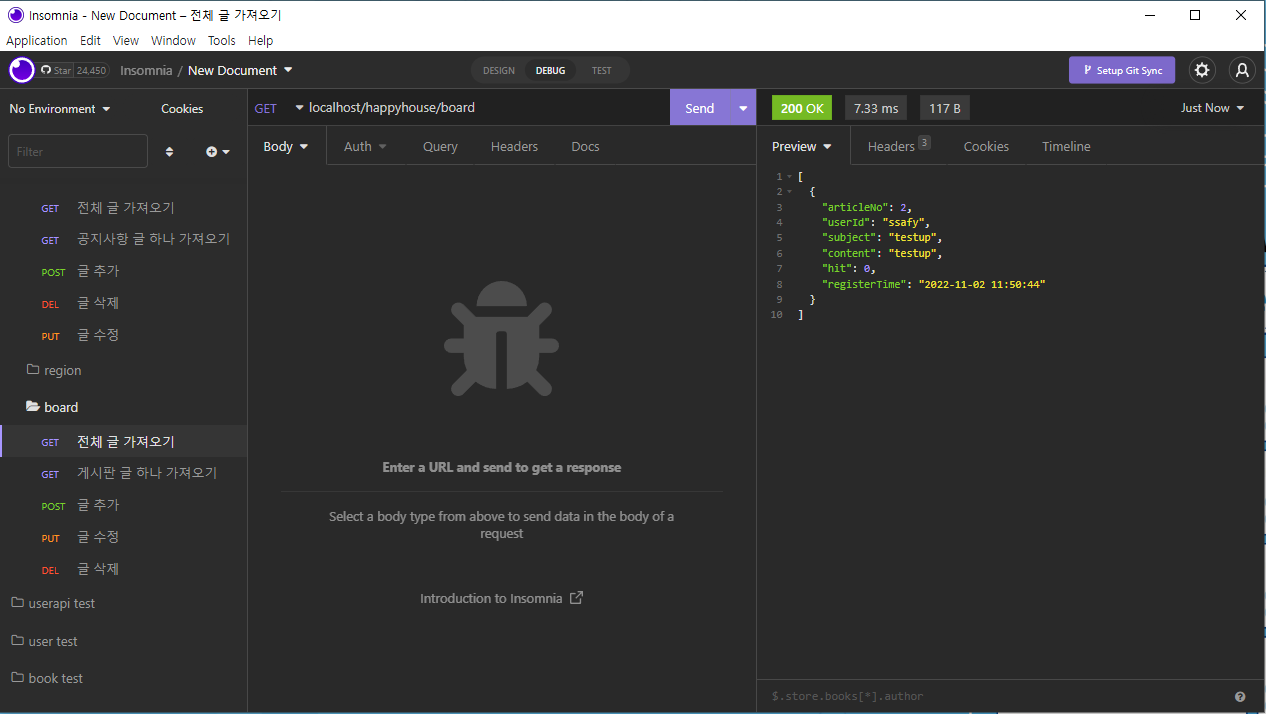 Insomnia - New Document – 전체 글 가져오기
Application Edit View Window Tools Help
Star 24,450 Insomnia / New Document DESIGN DEBUG TEST Setup Git Sync
No Environment Cookies
Filter
GET 전체 글 가져오기
GET 공지사항 글 하나 가져오기
POST 글 추가
DEL 글 삭제
PUT 글 수정
region
board
GET 전체 글 가져오기
GET 게시판 글 하나 가져오기
POST 글 추가
PUT 글 수정
DEL 글 삭제
userapi test
user test
book test
GET localhost/happyhouse/board Send
Body Auth Query Headers Docs
Enter a URL and send to get a response
Select a body type from above to send data in the body of a
request
Introduction to Insomnia
200 OK 7.33 ms 117 B Just Now
Preview Headers 3 Cookies Timeline
1 [
2 {
3 "articleNo": 2,
4 "userId": "ssafy",
5 "subject": "testup",
6 "content": "testup",
7 "hit": 0,
8 "registerTime": "2022-11-02 11:50:44"
9 }
10 ]
$.store.books[*].author ?